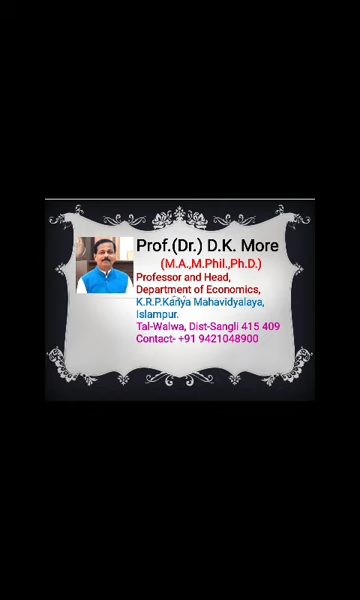 Prof.(Dr.) D.K. More
(M.A.,M.Phil.,Ph.D.)
Professor and Head,
Department of Economics,
K.R.P.Kanya Mahavidyalaya,
Islampur.
Tal-Walwa, Dist-Sangli 415 409
Contact- +91 9421048900